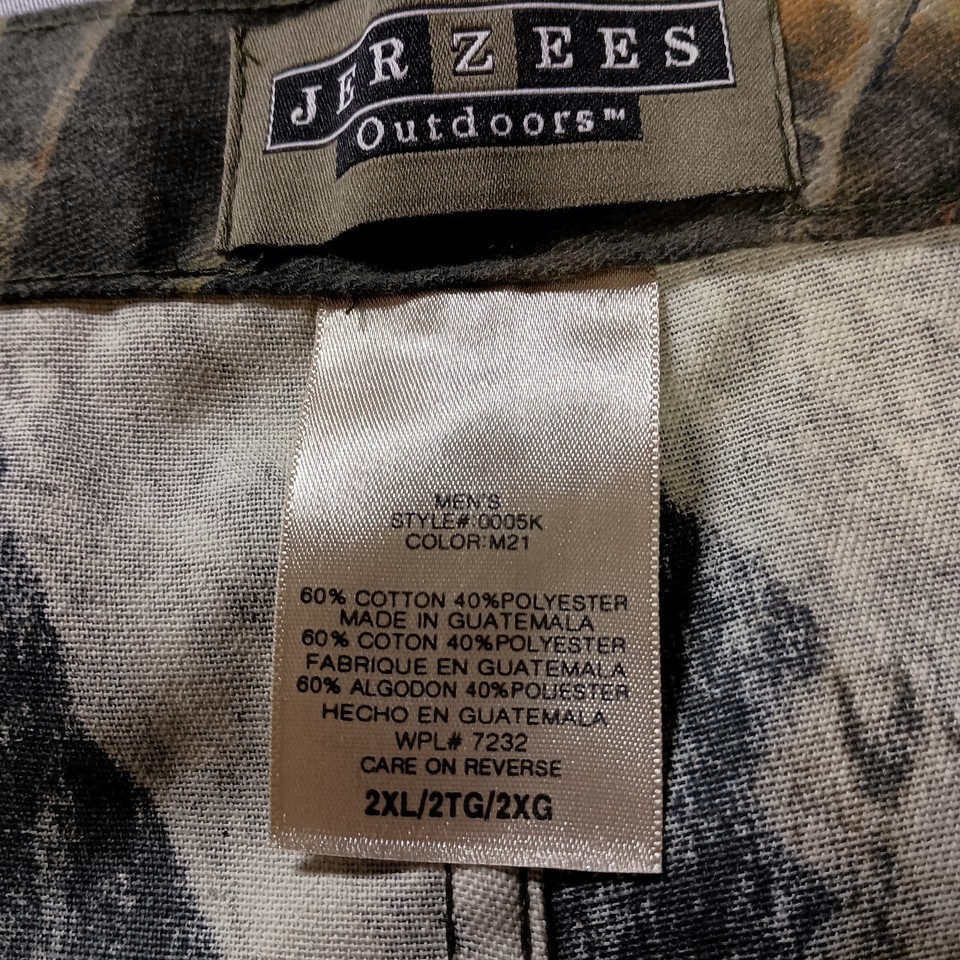 JERZEES
Outdoors™
MEN'S
STYLE#:0005K
COLOR:M21
60% COTTON 40%POLYESTER
MADE IN GUATEMALA
60% COTON 40%POLYESTER
FABRIQUE EN GUATEMALA
60% ALGODON 40%POLIESTER
HECHO EN GUATEMALA
WPL# 7232
CARE ON REVERSE
2XL/2TG/2XG